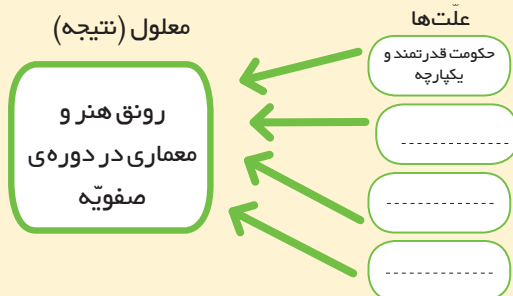 علّت‌ها
معلول (نتیجه)
حکومت قدرتمند و
یکپارچه
رونق هنر و
معماری در دوره‌ی
صفویّه
--------------
--------------
--------------